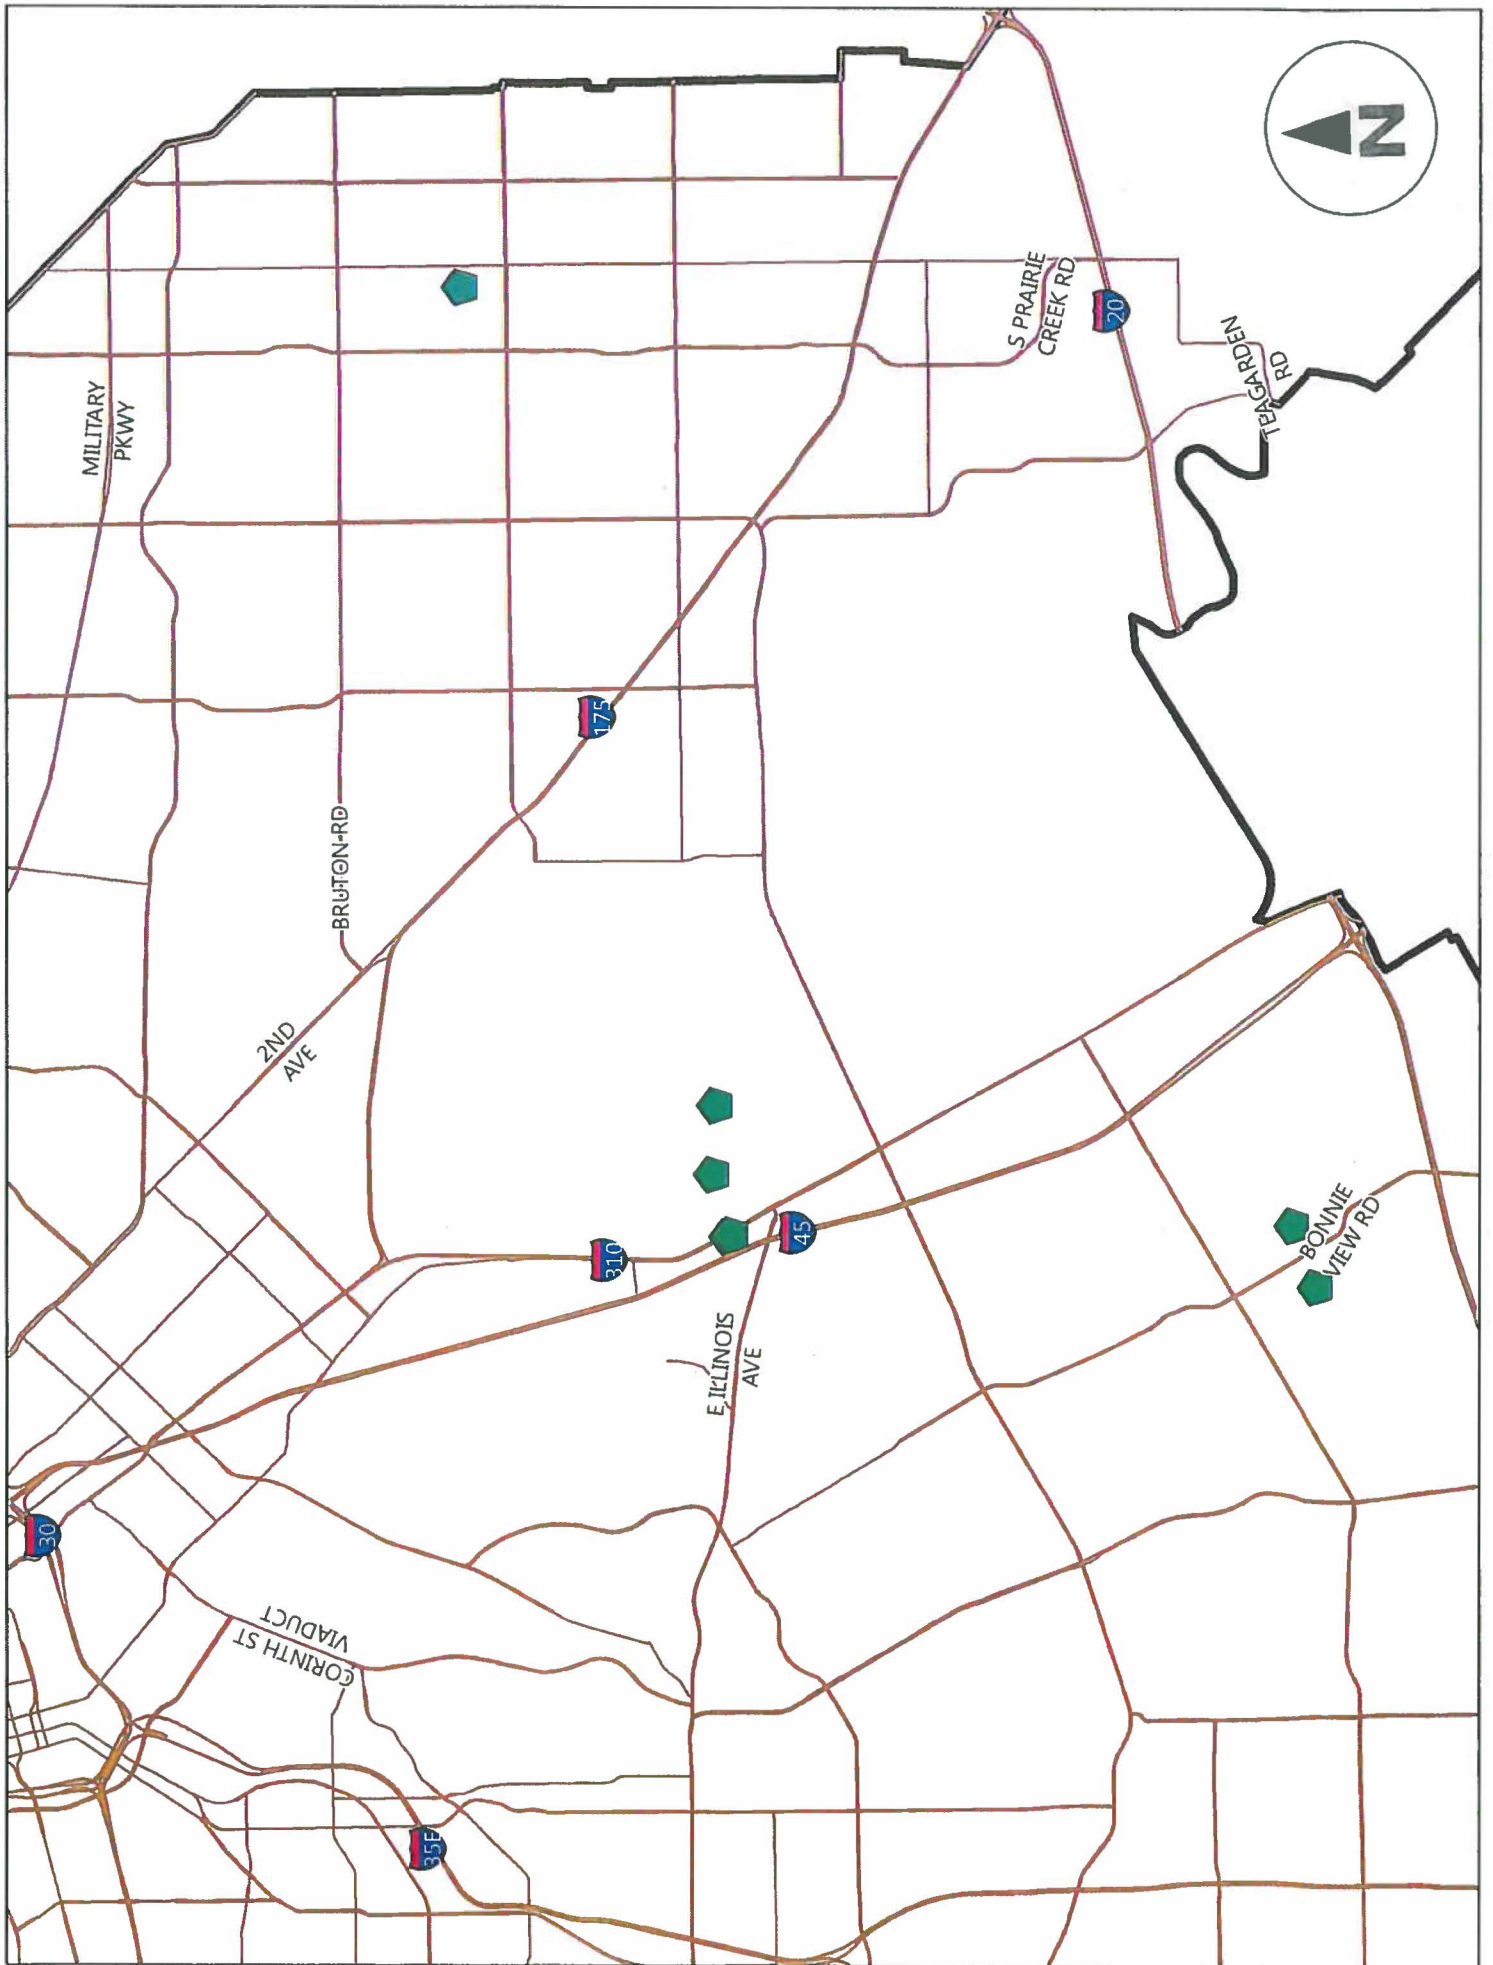 N
MILITARY
PKWY
S PRAIRIE
CREEK RD
20
TEAGARDEN
RD
175
BRUTON RD
2ND
AVE
310
45
E ILLINOIS
AVE
BONNIE
VIEW RD
30
CORINTH ST
VIADUCT
35E